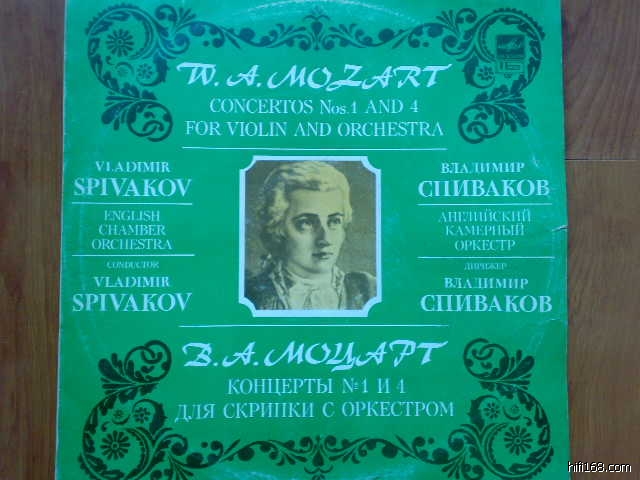 W. A. MOZART
CONCERTOS Nos. 1 AND 4
FOR VIOLIN AND ORCHESTRA
VLADIMIR
SPIVAKOV
ENGLISH
CHAMBER
ORCHESTRA
CONDUCTOR
VLADIMIR
SPIVAKOV
ВЛАДИМИР
СПИВАКОВ
АНГЛИЙСКИЙ
КАМЕРНЫЙ
ОРКЕСТР
ДИРИЖЕР
ВЛАДИМИР
СПИВАКОВ
В. А. МОЦАРТ
КОНЦЕРТЫ №1 И 4
ДЛЯ СКРИПКИ С ОРКЕСТРОМ
hifi168.com